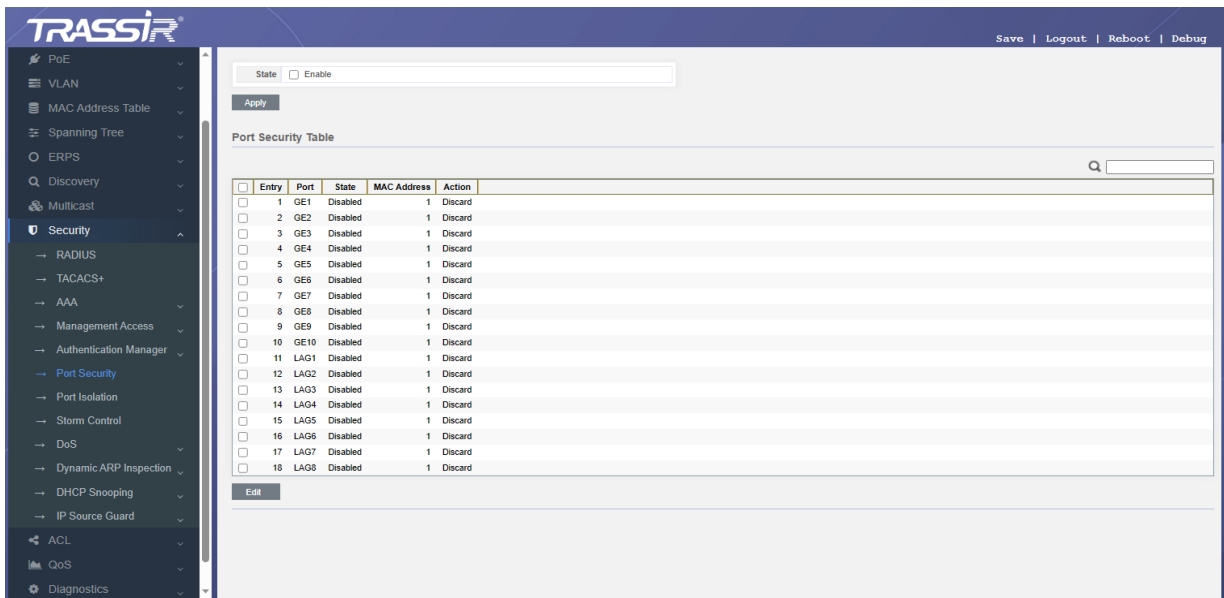 TRASSIR
Save | Logout | Reboot | Debug
PoE
VLAN
MAC Address Table
Spanning Tree
ERPS
Discovery
Multicast
Security
→ RADIUS
→ TACACS+
→ AAA
→ Management Access
→ Authentication Manager
→ Port Security
→ Port Isolation
→ Storm Control
→ DoS
→ Dynamic ARP Inspection
→ DHCP Snooping
→ IP Source Guard
ACL
QoS
Diagnostics
State Enable
Apply
Port Security Table
Entry Port State MAC Address Action
1 GE1 Disabled 1 Discard
2 GE2 Disabled 1 Discard
3 GE3 Disabled 1 Discard
4 GE4 Disabled 1 Discard
5 GE5 Disabled 1 Discard
6 GE6 Disabled 1 Discard
7 GE7 Disabled 1 Discard
8 GE8 Disabled 1 Discard
9 GE9 Disabled 1 Discard
10 GE10 Disabled 1 Discard
11 LAG1 Disabled 1 Discard
12 LAG2 Disabled 1 Discard
13 LAG3 Disabled 1 Discard
14 LAG4 Disabled 1 Discard
15 LAG5 Disabled 1 Discard
16 LAG6 Disabled 1 Discard
17 LAG7 Disabled 1 Discard
18 LAG8 Disabled 1 Discard
Edit